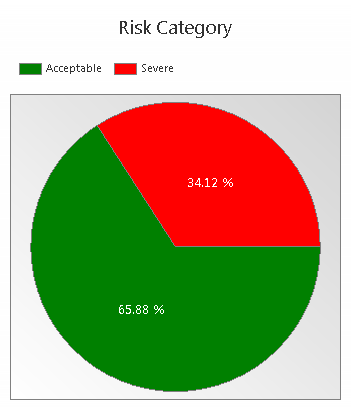 Risk Category
Acceptable Severe
34.12 %
65.88 %